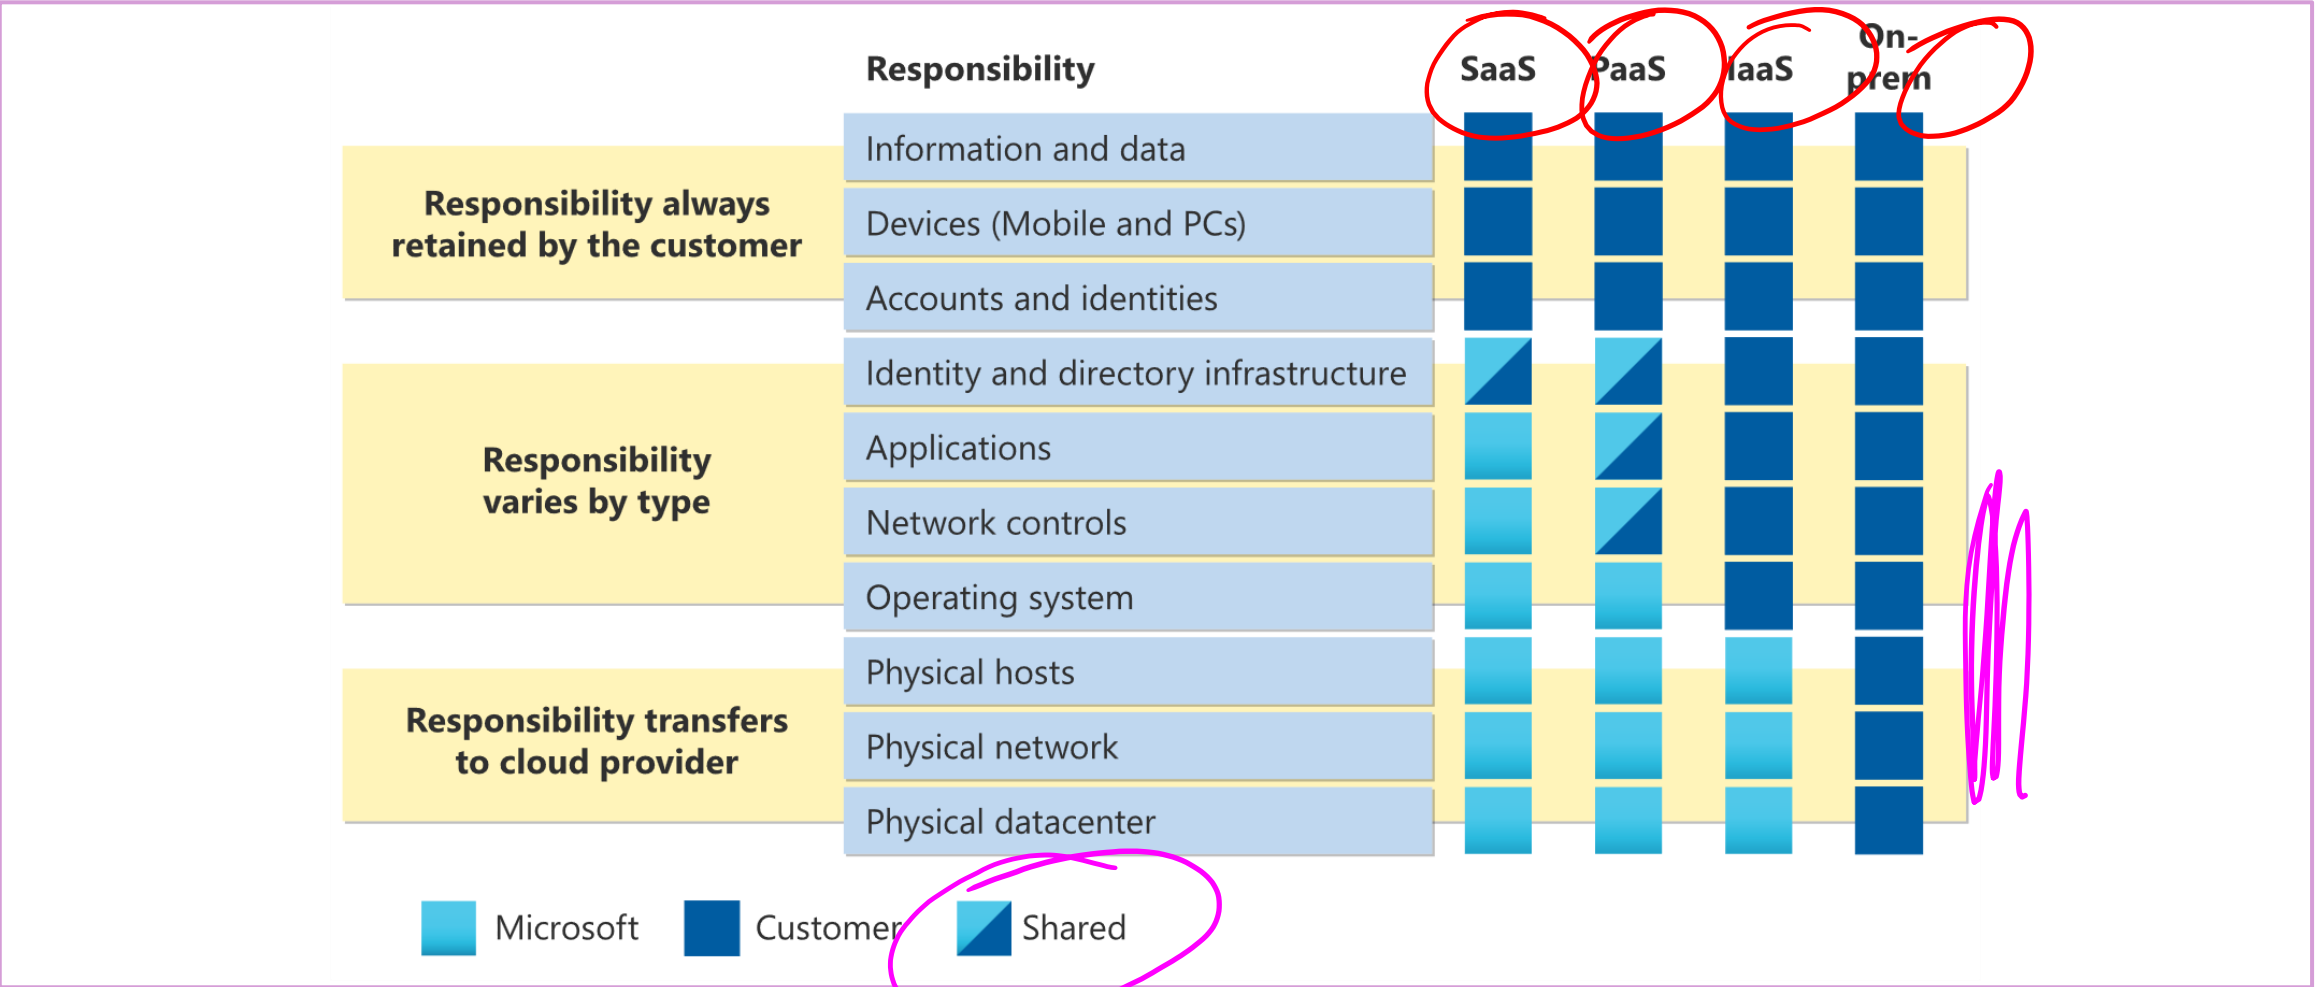 Responsibility SaaS PaaS IaaS On-
prem
Responsibility always
retained by the customer
Information and data
Devices (Mobile and PCs)
Accounts and identities
Responsibility
varies by type
Identity and directory infrastructure
Applications
Network controls
Operating system
Responsibility transfers
to cloud provider
Physical hosts
Physical network
Physical datacenter
Microsoft Customer Shared